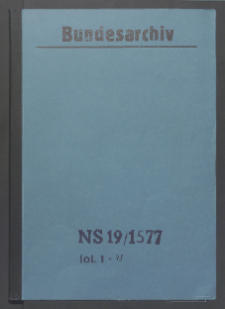 Bundesarchiv
NS 19/1577
fol. 1 -